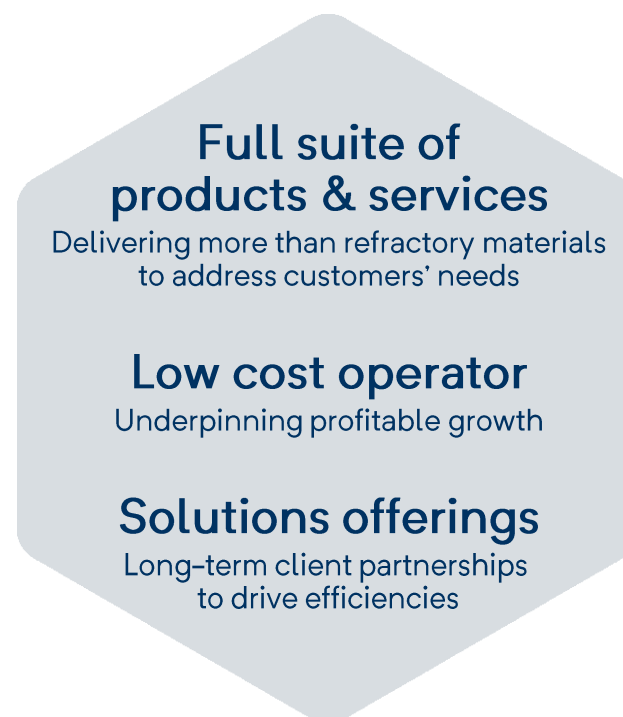 Full suite of
products & services
Delivering more than refractory materials
to address customers’ needs
Low cost operator
Underpinning profitable growth
Solutions offerings
Long-term client partnerships
to drive efficiencies